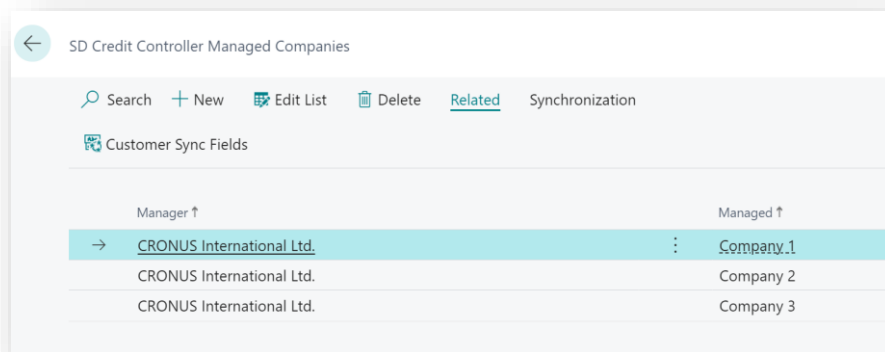 SD Credit Controller Managed Companies
Search New Edit List Delete Related Synchronization
Customer Sync Fields
Manager ↑ Managed ↑
CRONUS International Ltd. Company 1
CRONUS International Ltd. Company 2
CRONUS International Ltd. Company 3